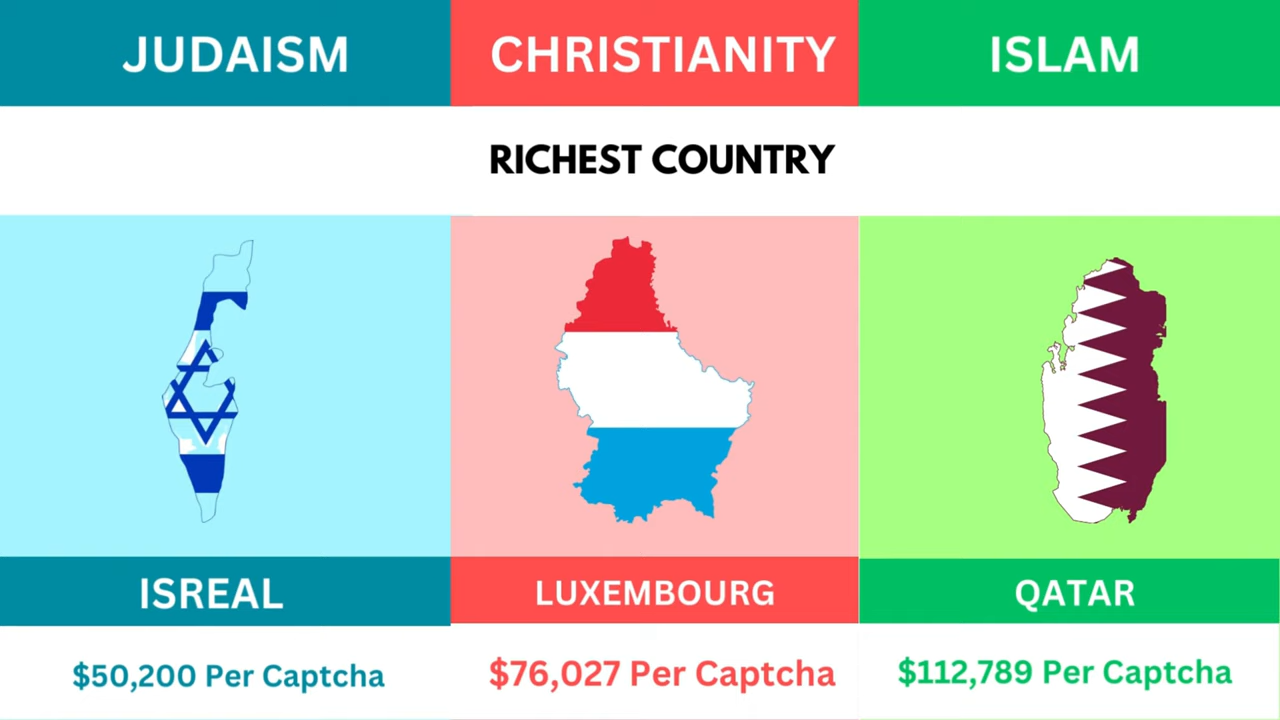 JUDAISM
CHRISTIANITY
ISLAM
RICHEST COUNTRY
ISREAL
LUXEMBOURG
QATAR
$50,200 Per Captcha
$76,027 Per Captcha
$112,789 Per Captcha